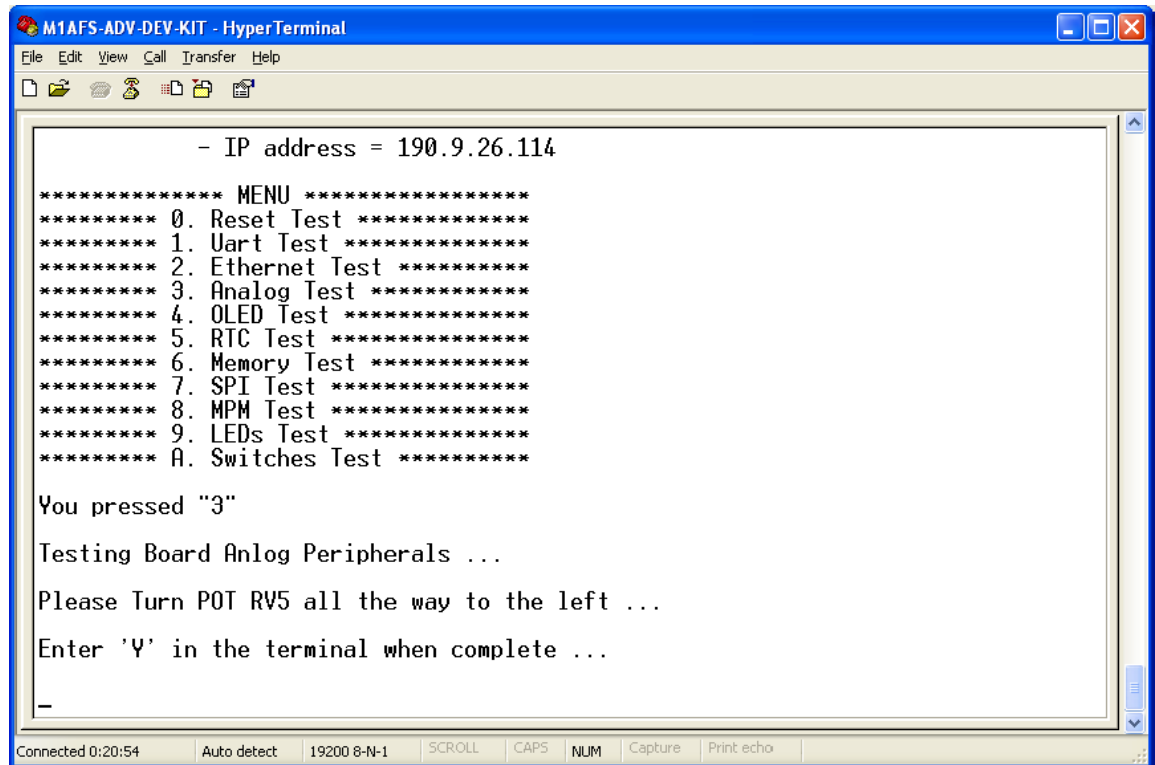 M1AFS-ADV-DEV-KIT - HyperTerminal
File Edit View Call Transfer Help
- IP address = 190.9.26.114
************** MENU *****************
********* 0. Reset Test *************
********* 1. Uart Test **************
********* 2. Ethernet Test **********
********* 3. Analog Test ************
********* 4. OLED Test **************
********* 5. RTC Test ***************
********* 6. Memory Test ************
********* 7. SPI Test ***************
********* 8. MPM Test ***************
********* 9. LEDs Test **************
********* A. Switches Test **********
You pressed "3"
Testing Board Anlog Peripherals ...
Please Turn POT RV5 all the way to the left ...
Enter 'Y' in the terminal when complete ...
_
Connected 0:20:54 Auto detect 19200 8-N-1 SCROLL CAPS NUM Capture Print echo